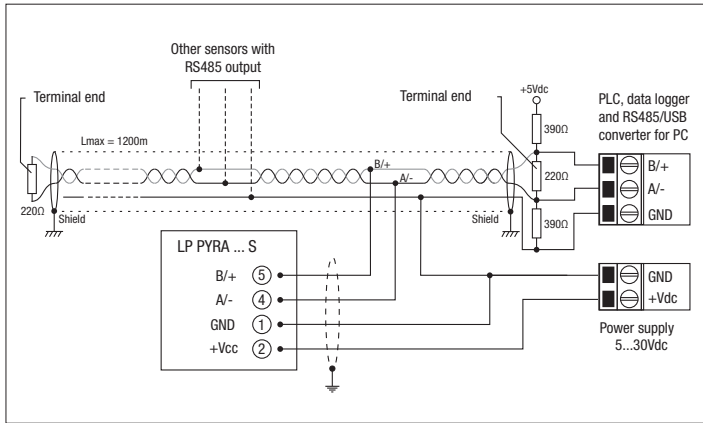 Other sensors with
RS485 output
Terminal end
Lmax = 1200m
Terminal end
+5Vdc
390Ω
PLC, data logger
and RS485/USB
converter for PC
B/+
A/-
220Ω
B/+
A/-
GND
220Ω
Shield
Shield
390Ω
LP PYRA ... S
B/+ 5
A/- 4
GND 1
+Vcc 2
GND
+Vdc
Power supply
5...30Vdc